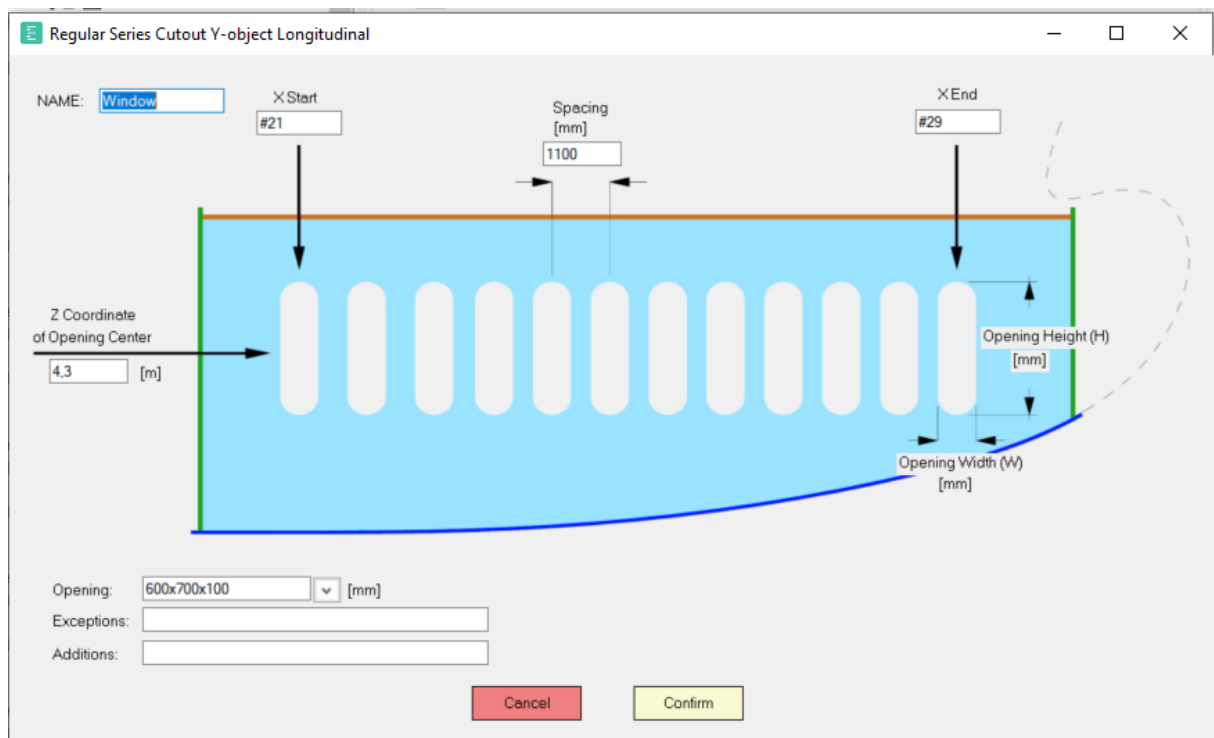 Regular Series Cutout Y-object Longitudinal
NAME: Window
X Start
#21
Spacing
[mm]
1100
X End
#29
Z Coordinate
of Opening Center
4,3 [m]
Opening Height (H)
[mm]
Opening Width (W)
[mm]
Opening: 600x700x100 [mm]
Exceptions:
Additions:
Cancel Confirm